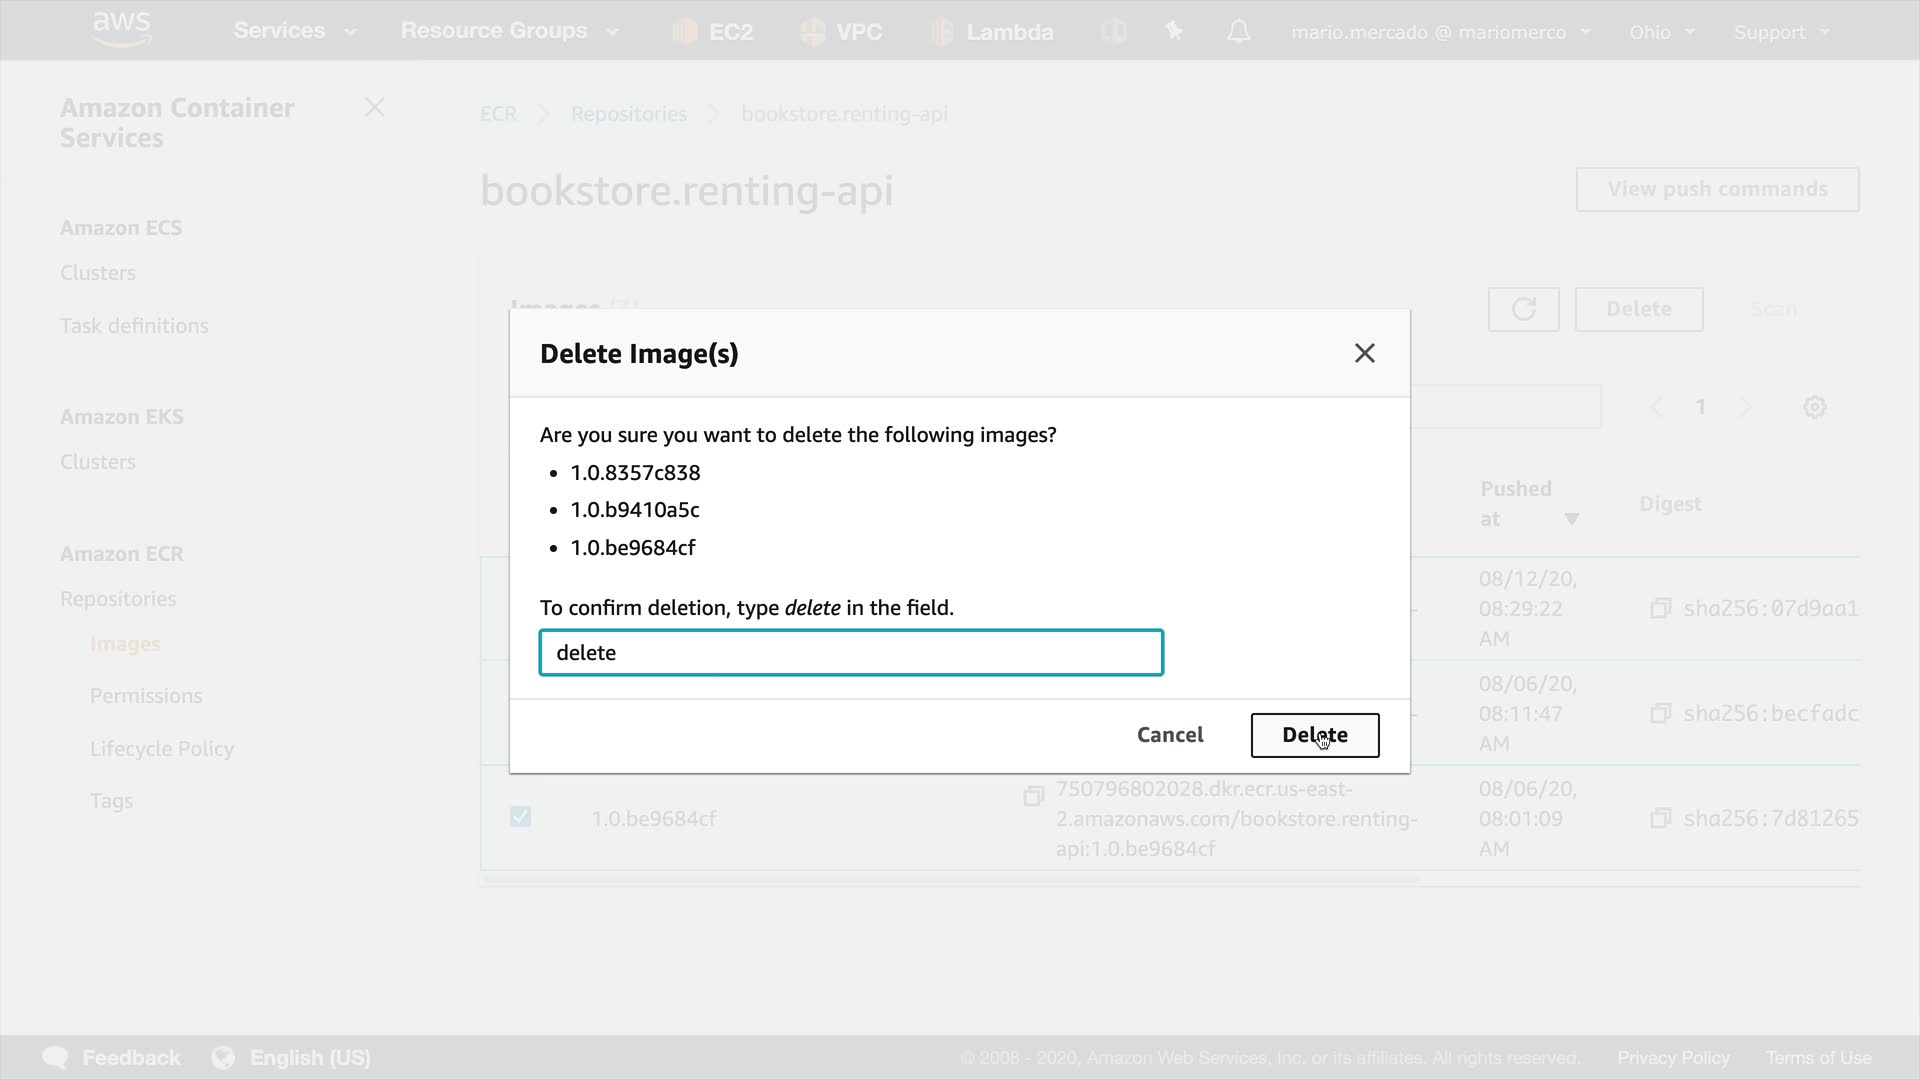 aws
Services
Resource Groups
EC2
VPC
Lambda
mario.mercado @ mariomerco
Ohio
Support
Amazon Container
Services
ECR
Repositories
bookstore.renting-api
bookstore.renting-api
View push commands
Amazon ECS
Clusters
Task definitions
Amazon EKS
Clusters
Amazon ECR
Repositories
Images
Permissions
Lifecycle Policy
Tags
Images
Delete
Scan
1
Delete Image(s)
Are you sure you want to delete the following images?
• 1.0.8357c838
• 1.0.b9410a5c
• 1.0.be9684cf
To confirm deletion, type delete in the field.
delete
Cancel
Delete
Pushed
at
Digest
08/12/20,
08:29:22
AM
sha256:07d9aa1
08/06/20,
08:11:47
AM
sha256:becfadc
1.0.be9684cf
750796802028.dkr.ecr.us-east-
2.amazonaws.com/bookstore.renting-
api:1.0.be9684cf
08/06/20,
08:01:09
AM
sha256:7d81265
Feedback
English (US)
© 2008 - 2020, Amazon Web Services, Inc. or its affiliates. All rights reserved.
Privacy Policy
Terms of Use